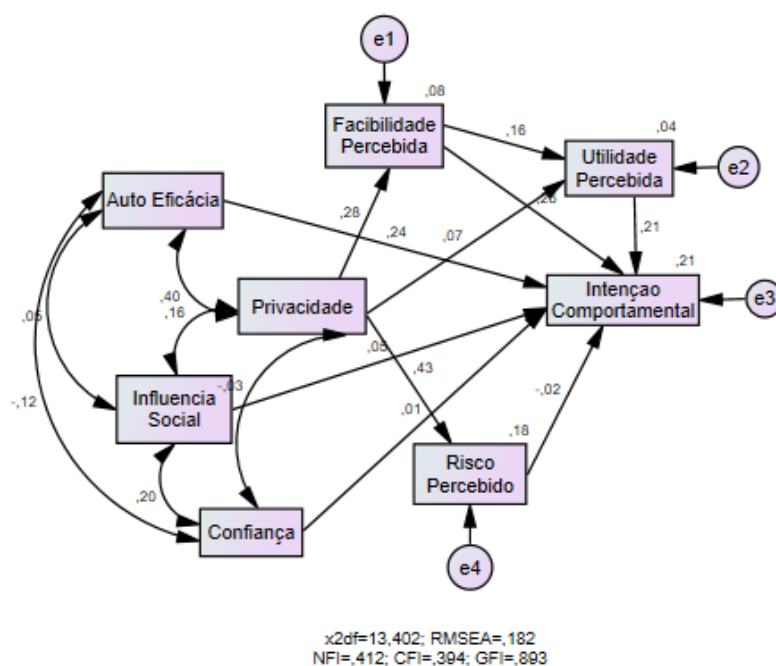 e1
,08
Facibilidade
Percebida
,16
,04
Utilidade
Percebida
e2
Auto Eficácia
,28
,24
,07
,26
,21
,21
,40
,16
Privacidade
Intençao
Comportamental
e3
,05
-,12
Influencia
Social
-,03
,05
,43
,01
-,02
,18
Risco
Percebido
,20
Confiança
e4
x2df=13,402; RMSEA=,182
NFI=,412; CFI=,394; GFI=,893